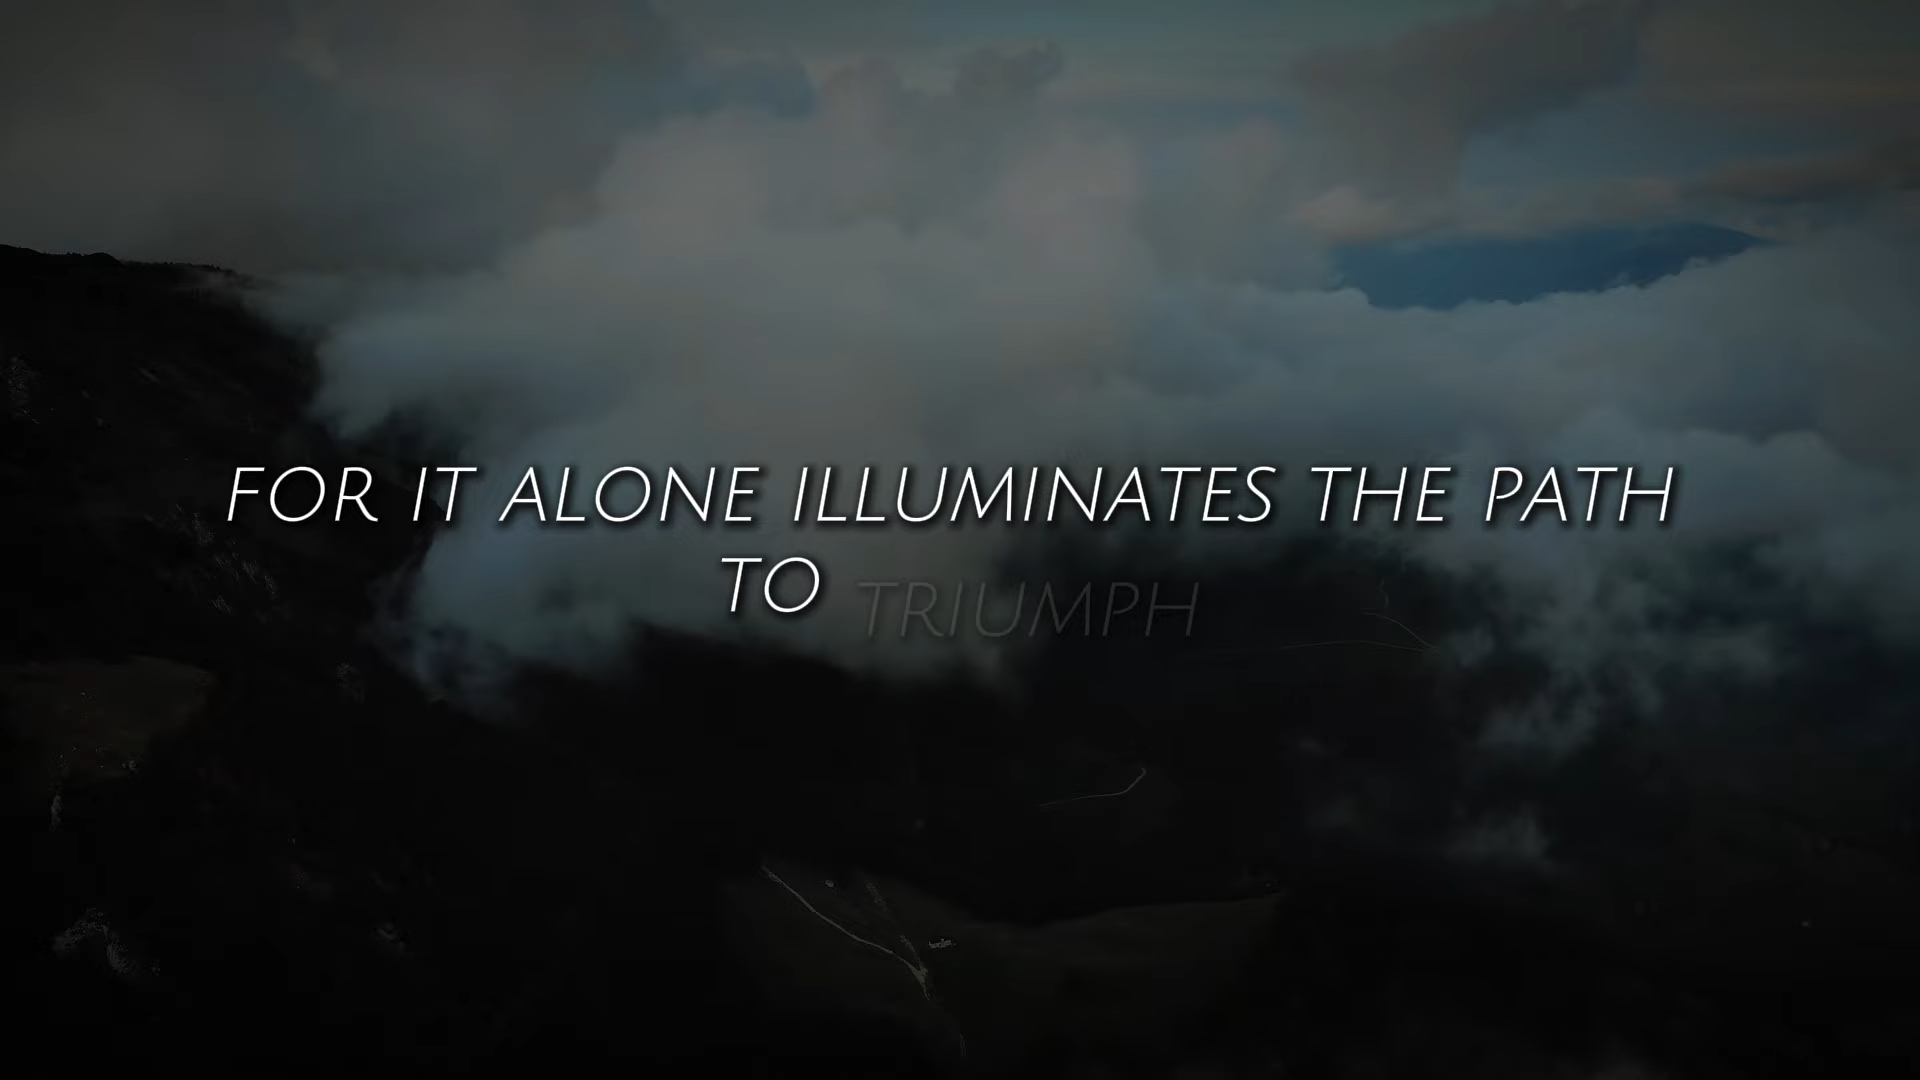 FOR IT ALONE ILLUMINATES THE PATH
TO TRIUMPH